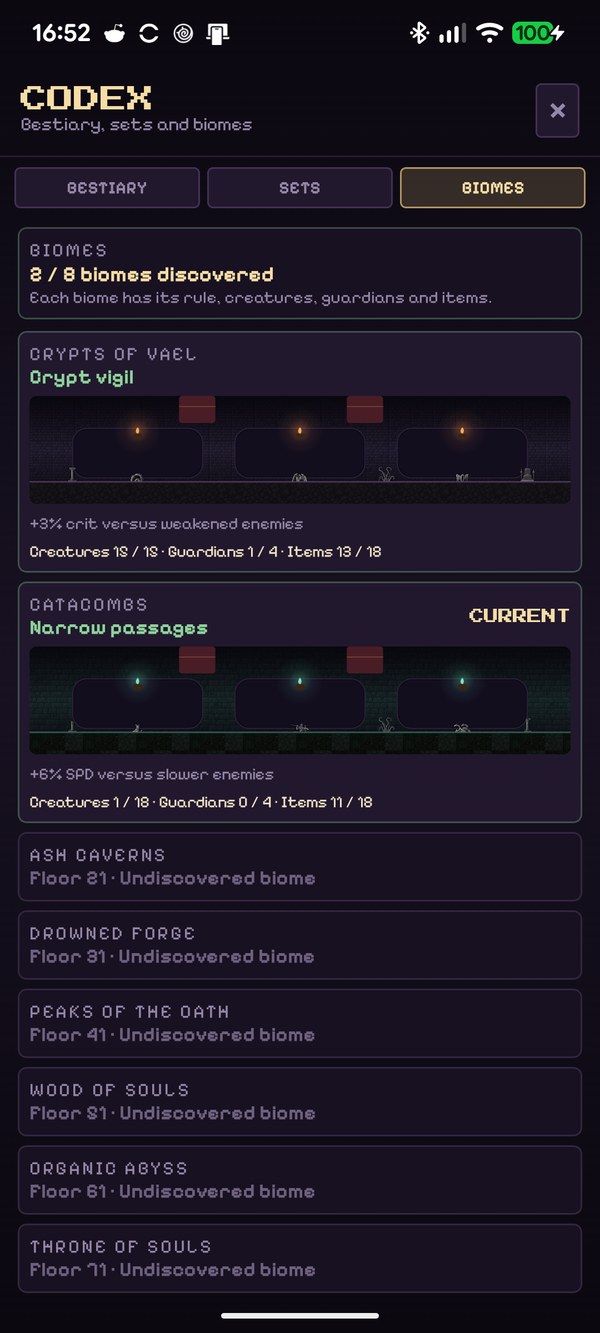 16:52
100
CODEX
Bestiary, sets and biomes
×
BESTIARY
SETS
BIOMES
BIOMES
2 / 8 biomes discovered
Each biome has its rule, creatures, guardians and items.
CRYPTS OF VAEL
Crypt vigil
+3% crit versus weakened enemies
Creatures 15 / 15 · Guardians 1 / 4 · Items 13 / 18
CATACOMBS
CURRENT
Narrow passages
+6% SPD versus slower enemies
Creatures 1 / 18 · Guardians 0 / 4 · Items 11 / 18
ASH CAVERNS
Floor 21 · Undiscovered biome
DROWNED FORGE
Floor 31 · Undiscovered biome
PEAKS OF THE OATH
Floor 41 · Undiscovered biome
WOOD OF SOULS
Floor 51 · Undiscovered biome
ORGANIC ABYSS
Floor 61 · Undiscovered biome
THRONE OF SOULS
Floor 71 · Undiscovered biome